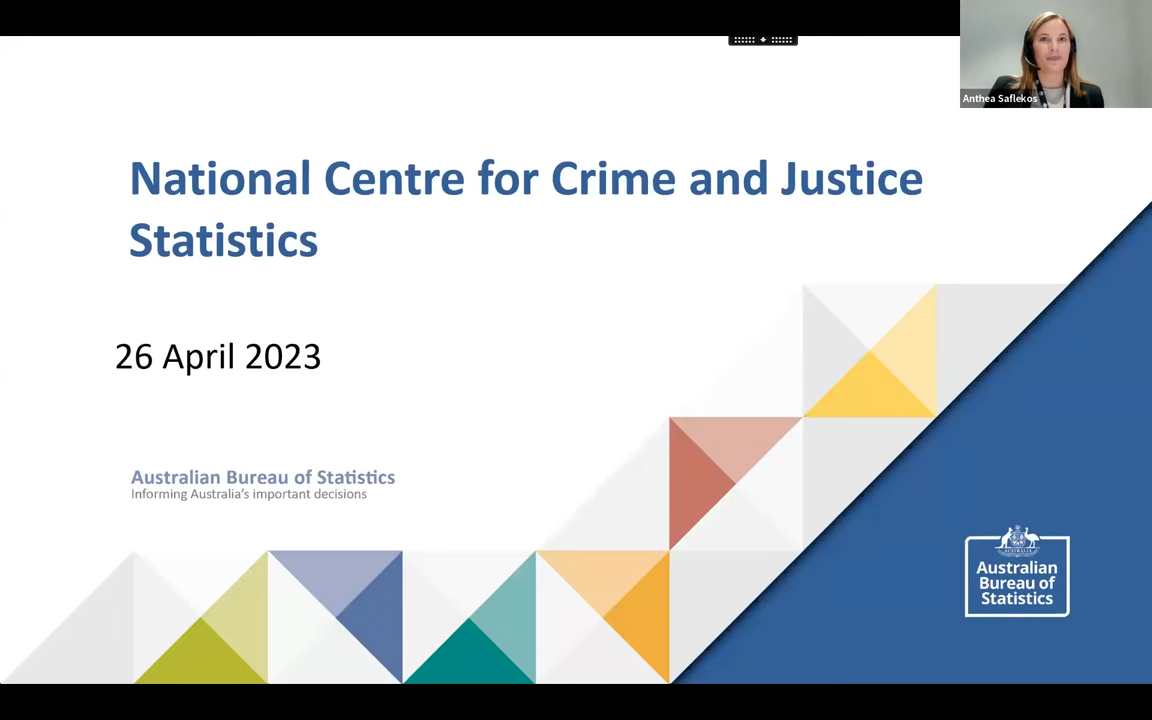 Anthea Saflekos
National Centre for Crime and Justice
Statistics
26 April 2023
Australian Bureau of Statistics
Informing Australia's important decisions
AUSTRALIA
Australian
Bureau of
Statistics